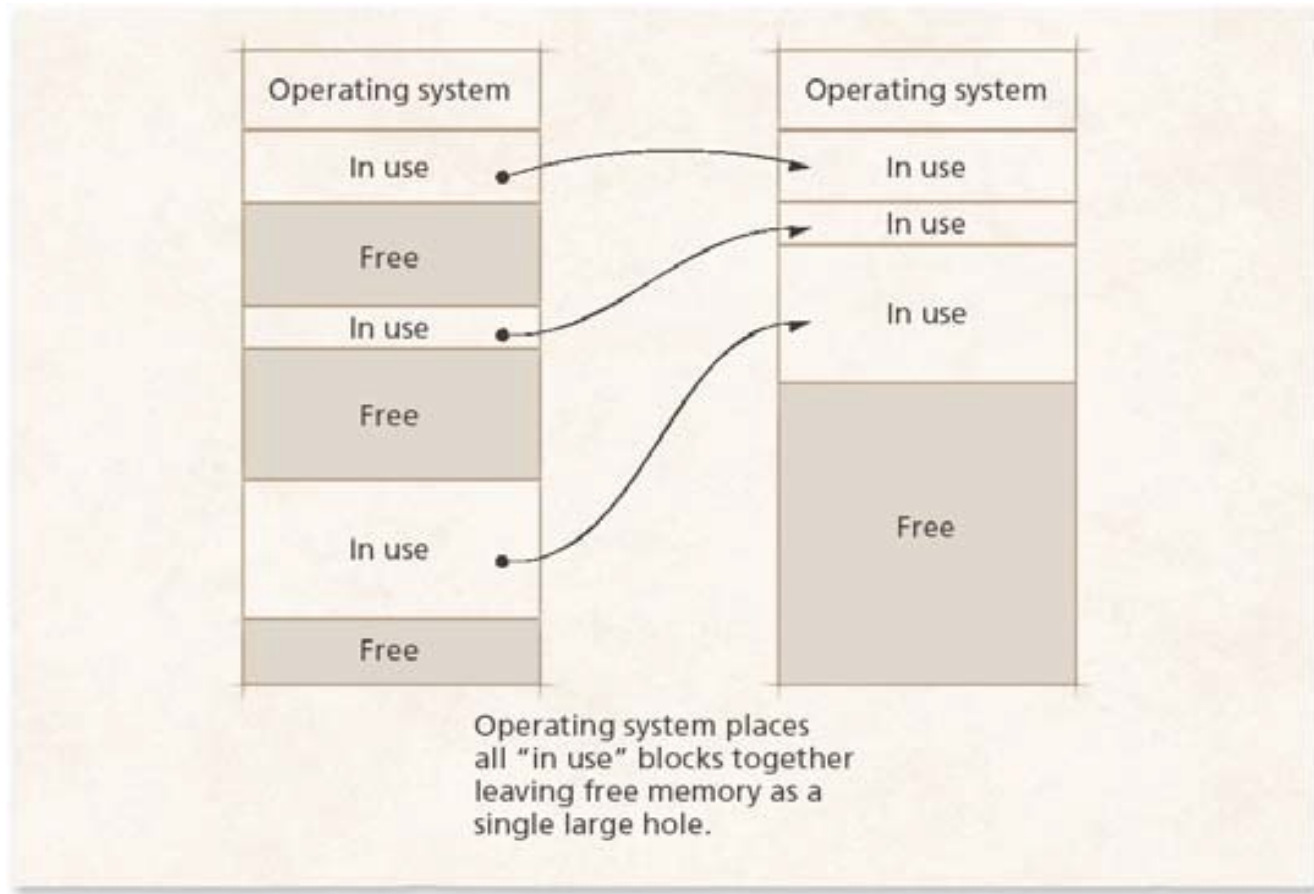 Operating system
In use
Free
In use
Free
In use
Free
Operating system
In use
In use
In use
Free
Operating system places
all “in use” blocks together
leaving free memory as a
single large hole.